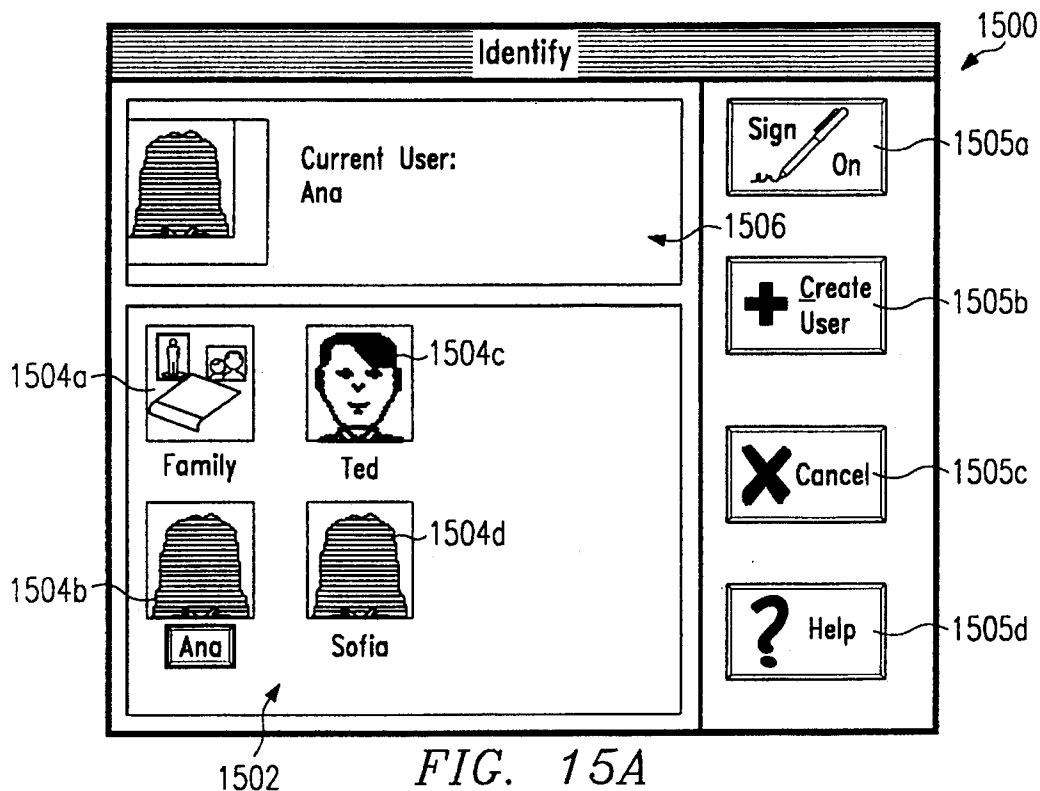 Identify
1500
Current User:
Ana
1506
Sign
On
1505a
Create
User
1505b
Cancel
1505c
Help
1505d
1504a
Family
1504c
Ted
1504b
Ana
1504d
Sofia
1502
FIG. 15A